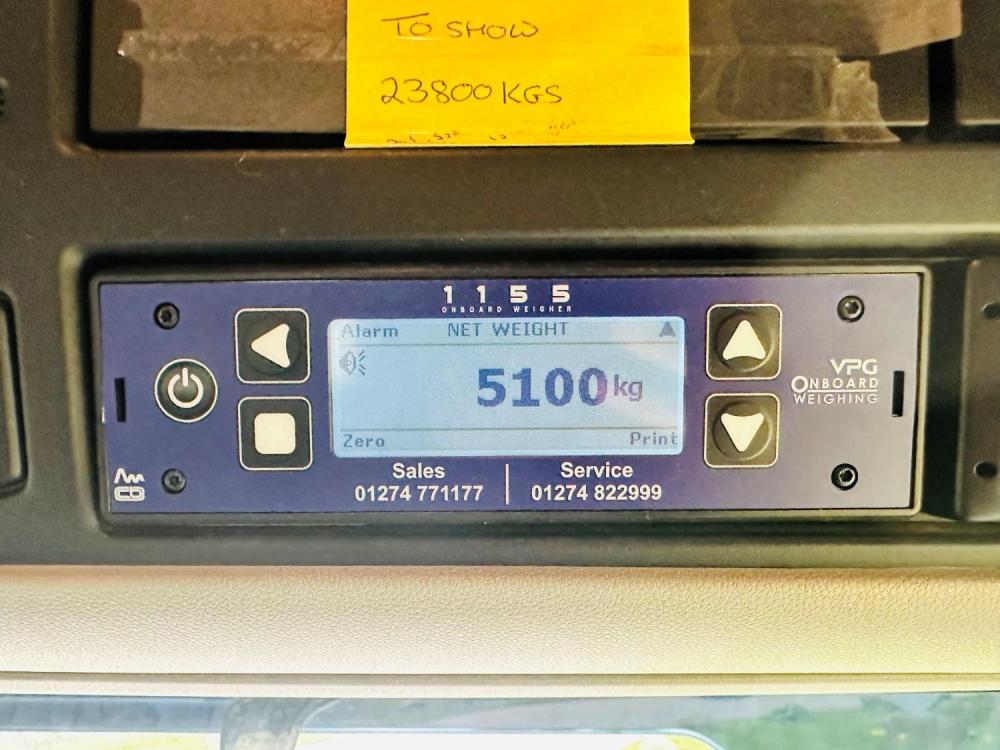 TO SHOW
23800 KGS
1155
ONBOARD WEIGHER
Alarm NET WEIGHT
5100 kg
Zero Print
VPG
ONBOARD
WEIGHING
Sales
01274 771177
Service
01274 822999